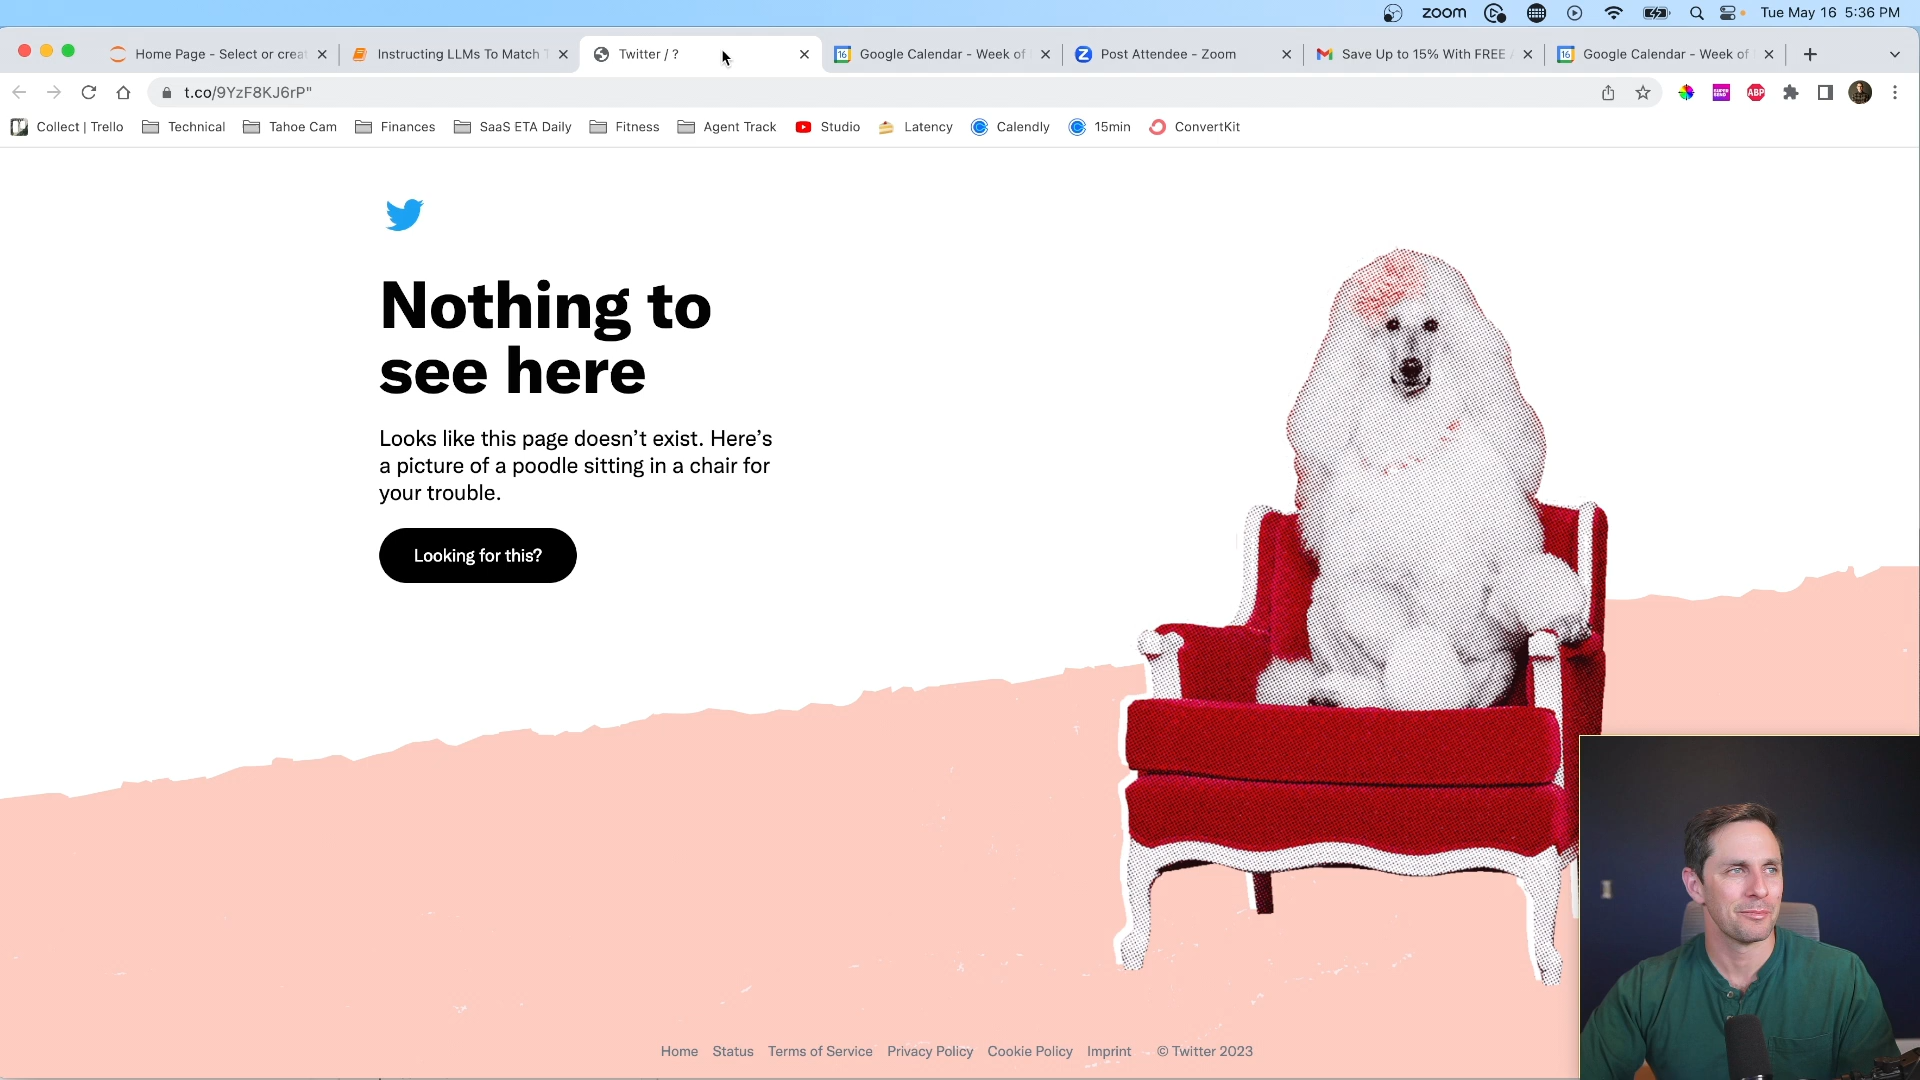 zoom
Tue May 16 5:36 PM
Home Page - Select or creat
Instructing LLMs To Match T
Twitter / ?
16 Google Calendar - Week of
Z Post Attendee - Zoom
Save Up to 15% With FREE
16 Google Calendar - Week of
t.co/9YzF8KJ6rP"
ABP
Collect | Trello
Technical
Tahoe Cam
Finances
SaaS ETA Daily
Fitness
Agent Track
Studio
Latency
Calendly
15min
ConvertKit
Nothing to
see here
Looks like this page doesn’t exist. Here’s
a picture of a poodle sitting in a chair for
your trouble.
Looking for this?
Home Status Terms of Service Privacy Policy Cookie Policy Imprint © Twitter 2023